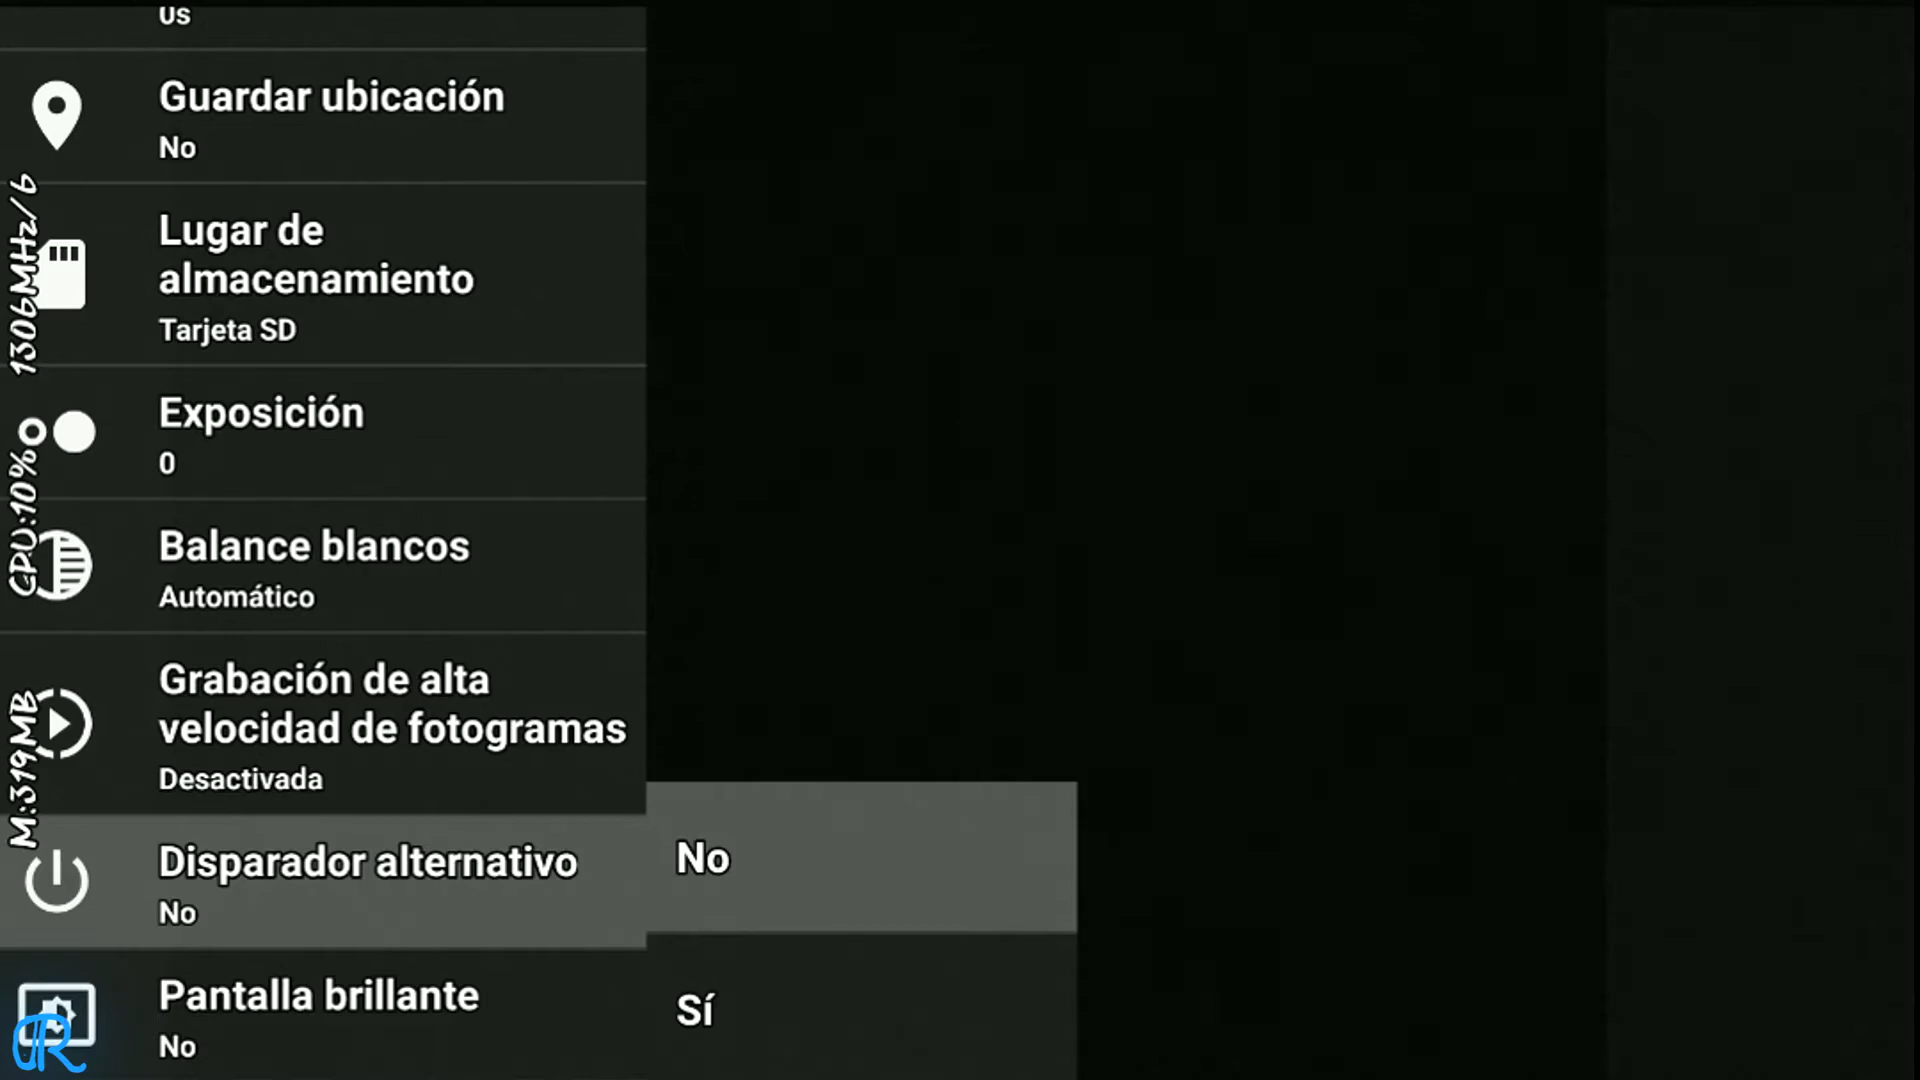 0s
Guardar ubicación
No
Lugar de
almacenamiento
Tarjeta SD
Exposición
0
Balance blancos
Automático
Grabación de alta
velocidad de fotogramas
Desactivada
Disparador alternativo
No
No
Sí
Pantalla brillante
No
M:319MB
CPU:10%
1306MHz/6
R